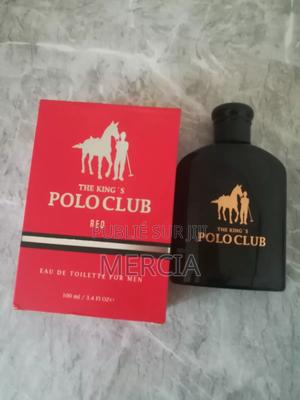 THE KING'S
POLO CLUB
RED
EAU DE TOILETTE FOR MEN
100 ml / 3.4 Fl OZ℮
THE KING'S
POLO CLUB
PUBLIÉ SUR JIJI
MERCIA